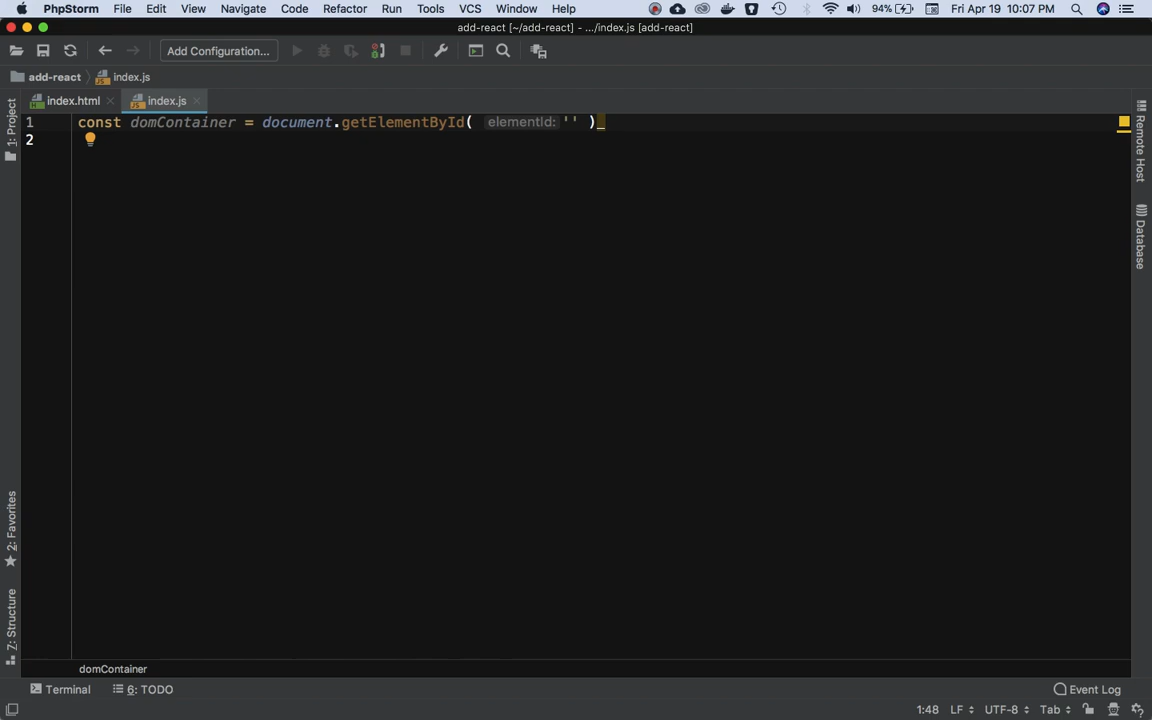 PhpStorm File Edit View Navigate Code Refactor Run Tools VCS Window Help 94% Fri Apr 19 10:07 PM
add-react [~/add-react] - .../index.js [add-react]
Add Configuration...
add-react index.js
index.html index.js
1 const domContainer = document.getElementById( elementId: '' )
2
1: Project
2: Favorites
Z: Structure
Remote Host
Database
domContainer
Terminal 6: TODO Event Log
1:48 LF UTF-8 Tab